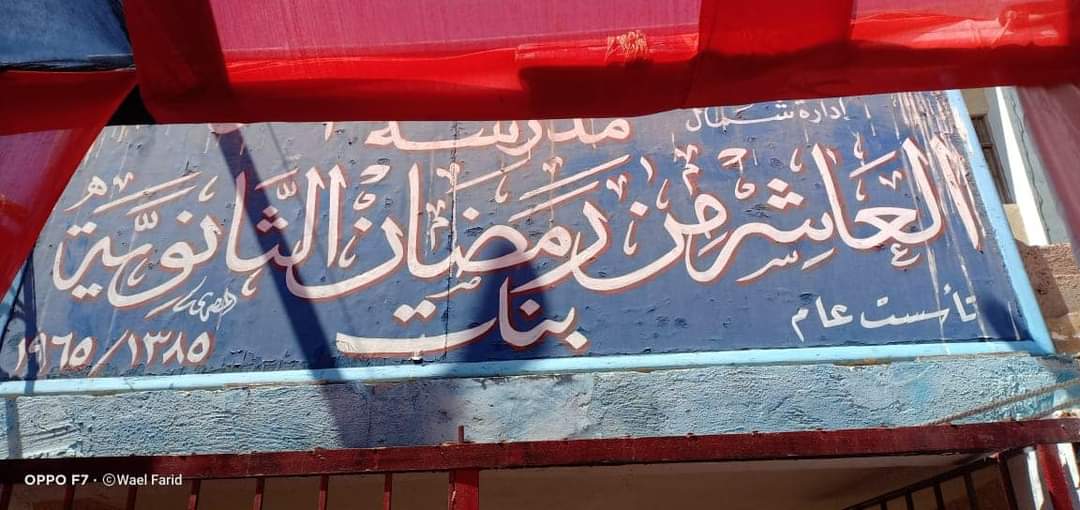 إدارة شمال
مدرسة
العاشر من رمضان الثانوية
بنات
تأسست عام
١٩٦٥/١٣٨٥
OPPO F7 · ©Wael Farid